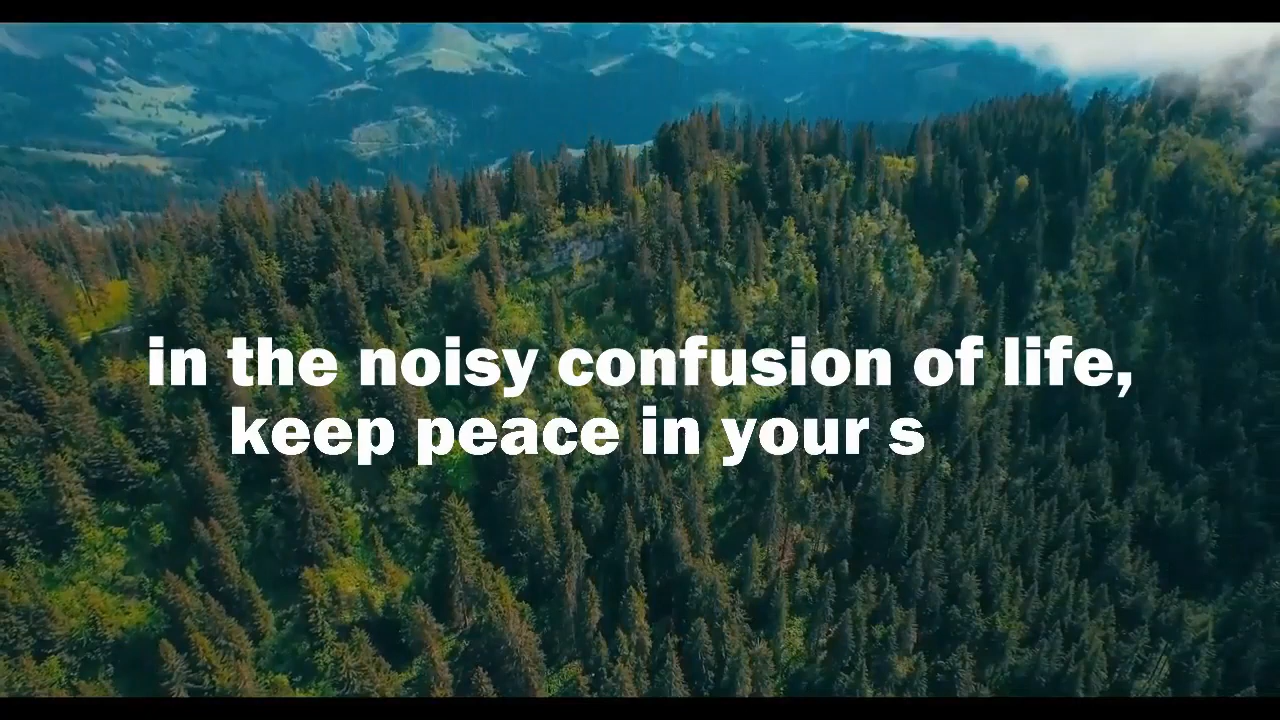 in the noisy confusion of life,
keep peace in your s